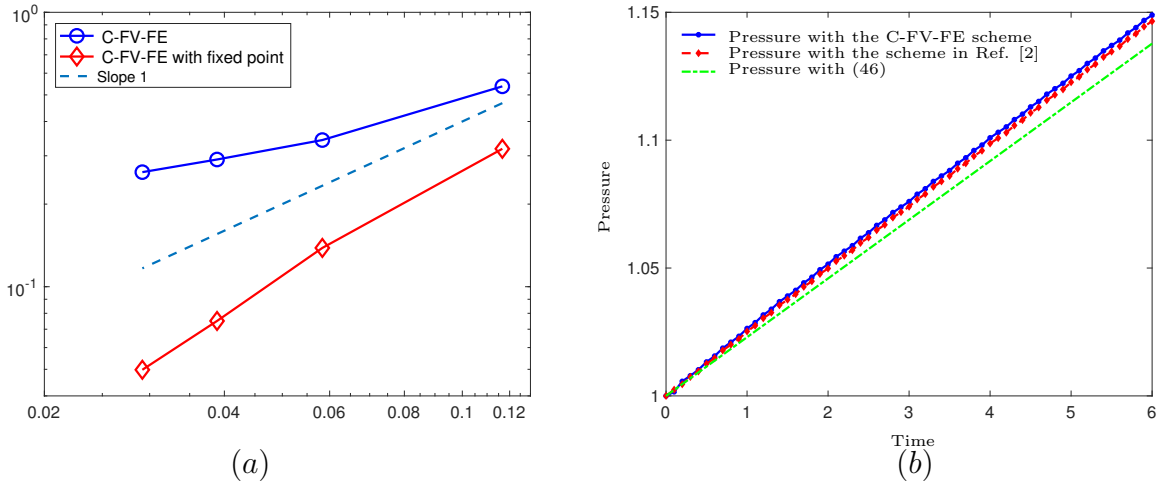 10^0
C-FV-FE
C-FV-FE with fixed point
Slope 1
10^-1
0.02
0.04
0.06
0.08
0.1
0.12
(a)
1.15
Pressure with the C-FV-FE scheme
Pressure with the scheme in Ref. [2]
Pressure with (46)
1.1
Pressure
1.05
1
0
1
2
3
4
5
6
Time
(b)